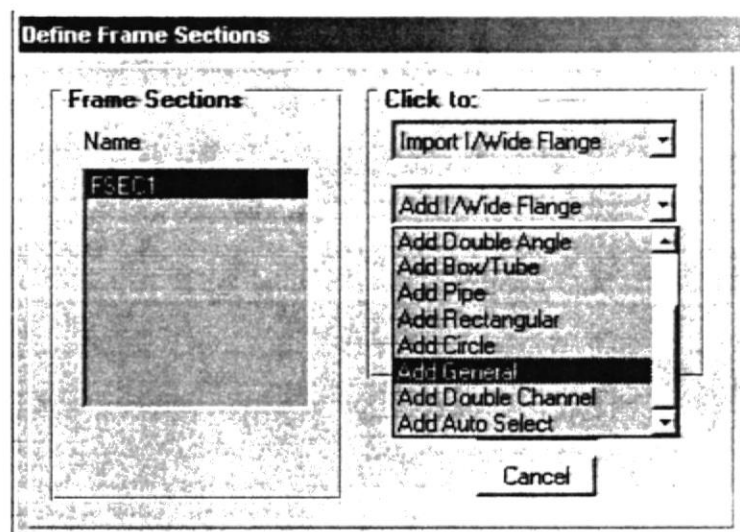 Define Frame Sections
Frame Sections
Name
FSEC1
Click to:
Import I/Wide Flange
Add I/Wide Flange
Add Double Angle
Add Box/Tube
Add Pipe
Add Rectangular
Add Circle
Add General
Add Double Channel
Add Auto Select
Cancel